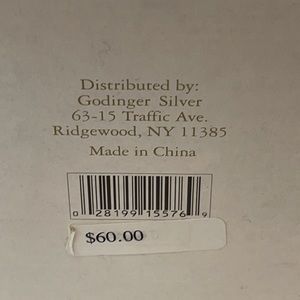 Distributed by:
Godinger Silver
63-15 Traffic Ave.
Ridgewood, NY 11385
Made in China
0 28199 15576 9
$60.00